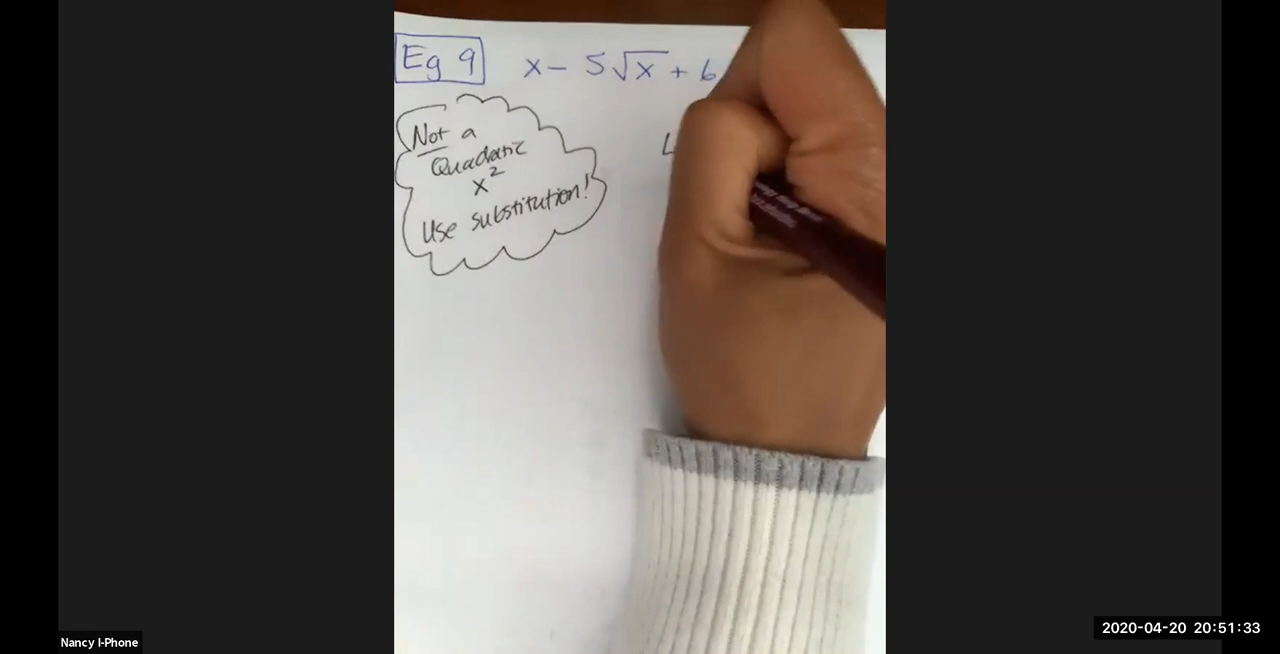 Eg 9 x - 5√x + 6
Not a
Quadratic
x²
Use substitution!
L
Nancy I-Phone
2020-04-20 20:51:33